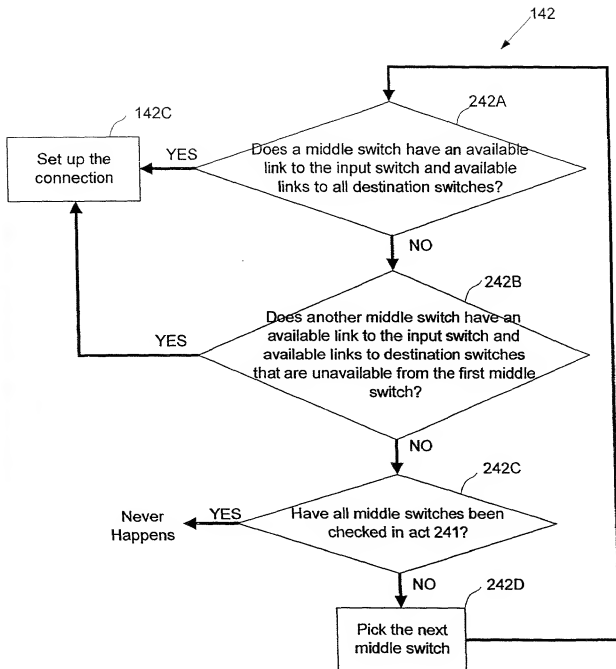 142
242A
142C
Does a middle switch have an available
link to the input switch and available
links to all destination switches?
YES
Set up the
connection
NO
242B
Does another middle switch have an
available link to the input switch and
available links to destination switches
that are unavailable from the first middle
switch?
YES
NO
242C
Have all middle switches been
checked in act 241?
YES
Never
Happens
NO
242D
Pick the next
middle switch